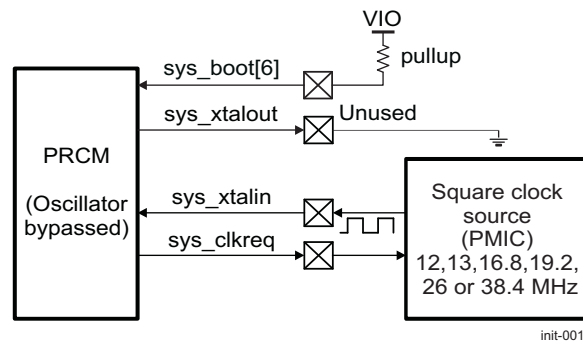 VIO
sys_boot[6]
pullup
sys_xtalout
Unused
PRCM
(Oscillator
bypassed)
sys_xtalin
sys_clkreq
Square clock
source
(PMIC)
12,13,16.8,19.2,
26 or 38.4 MHz
init-001